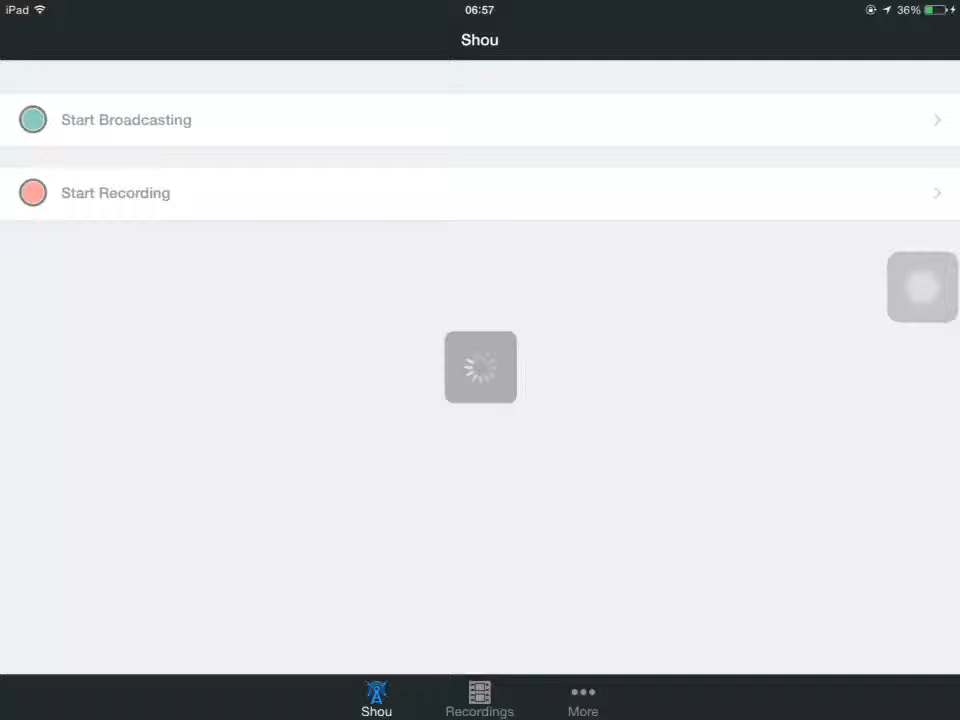 iPad 06:57 36%
Shou
Start Broadcasting
Start Recording
Shou Recordings More